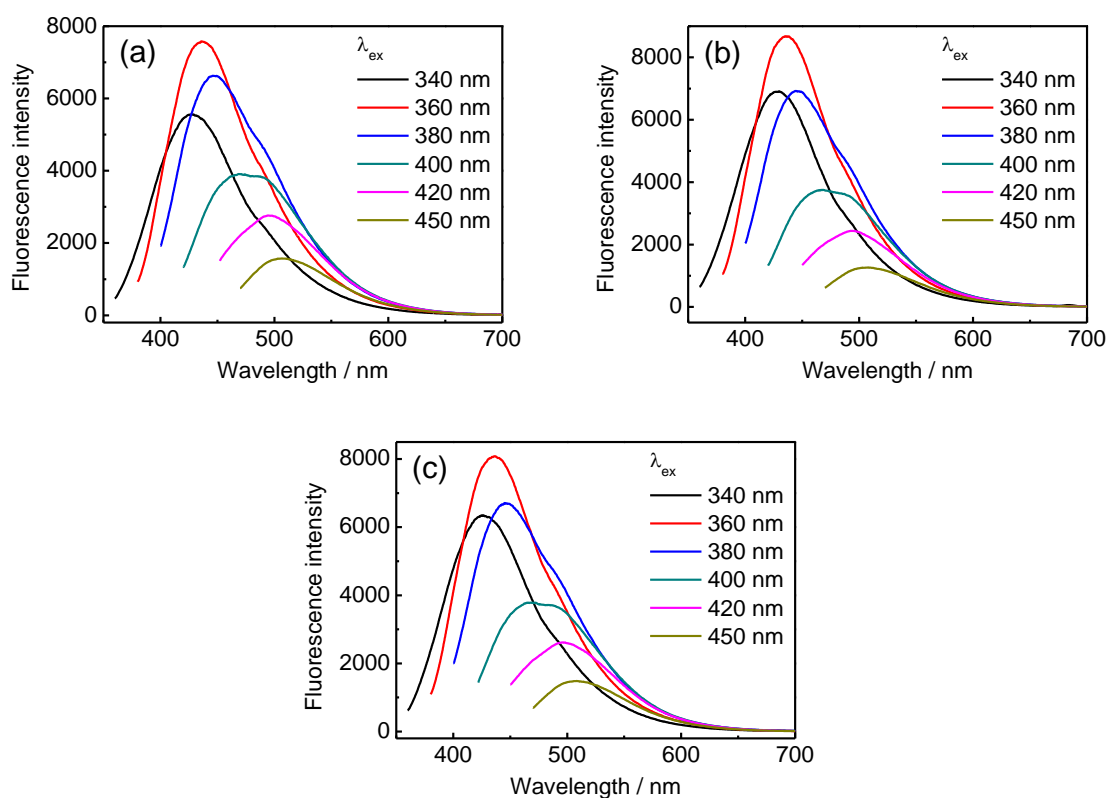 (a)
λex
340 nm
360 nm
380 nm
400 nm
420 nm
450 nm
8000
6000
4000
2000
0
400 500 600 700
Fluorescence intensity
Wavelength / nm
(b)
λex
340 nm
360 nm
380 nm
400 nm
420 nm
450 nm
8000
6000
4000
2000
0
400 500 600 700
Fluorescence intensity
Wavelength / nm
(c)
λex
340 nm
360 nm
380 nm
400 nm
420 nm
450 nm
8000
6000
4000
2000
0
400 500 600 700
Fluorescence intensity
Wavelength / nm